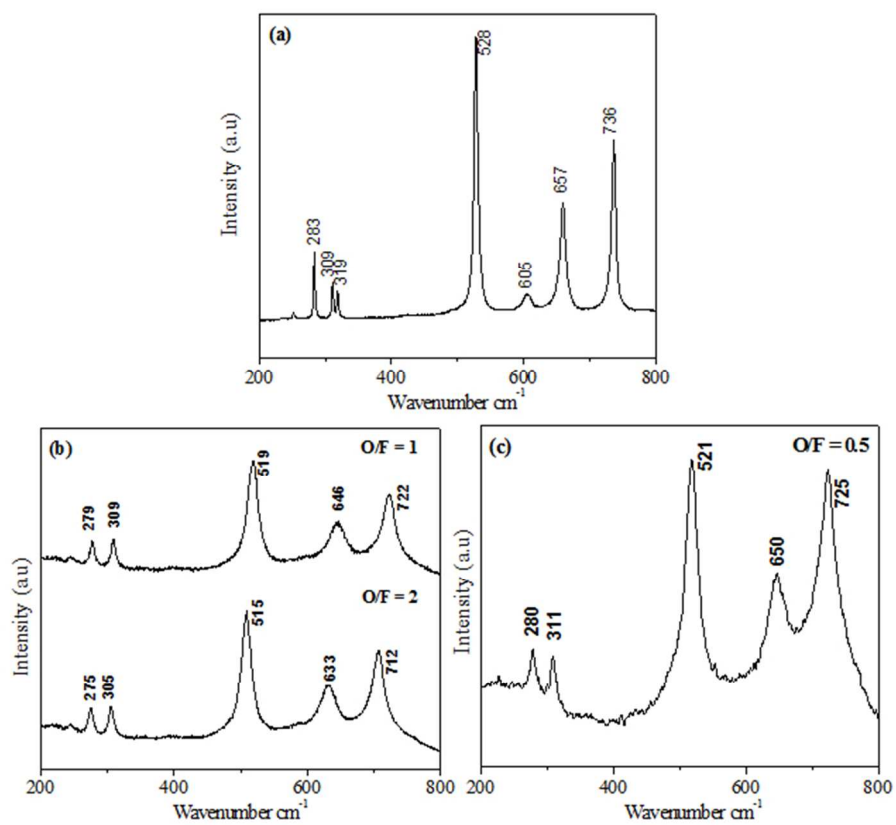 (a)
528
736
657
283
309
319
605
Intensity (a.u)
200 400 600 800
Wavenumber cm-1
(b)
O/F = 1
519
646
722
279
309
O/F = 2
515
633
712
275
305
Intensity (a.u)
200 400 600 800
Wavenumber cm-1
(c)
O/F = 0.5
521
725
650
280
311
Intensity (a.u)
200 400 600 800
Wavenumber cm-1